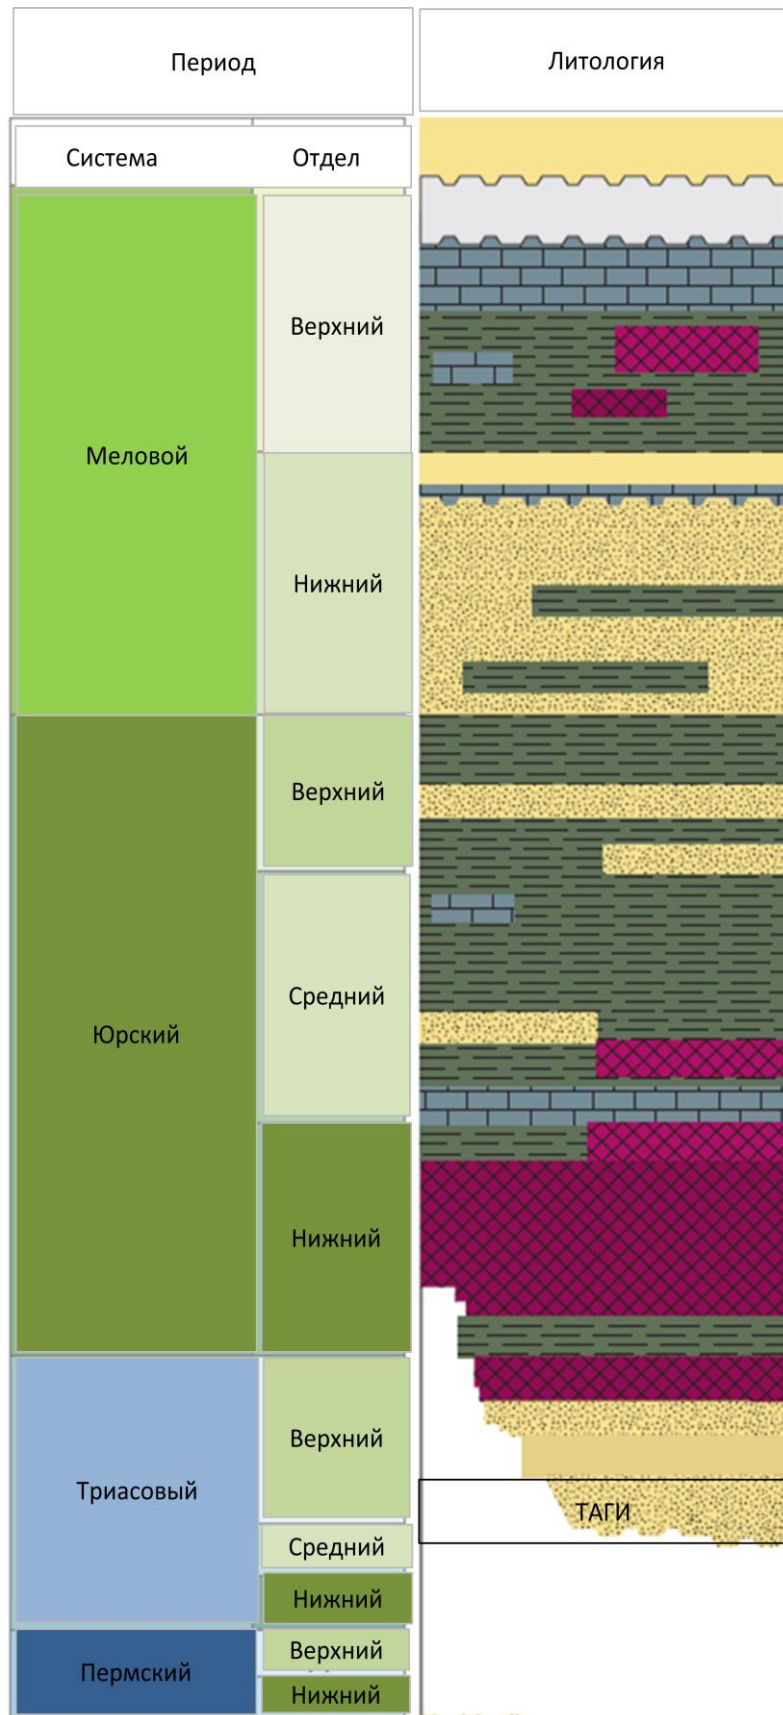 Период
Литология
Система
Отдел
Меловой
Верхний
Нижний
Юрский
Верхний
Средний
Нижний
Триасовый
Верхний
Средний
Нижний
ТАГИ
Пермский
Верхний
Нижний